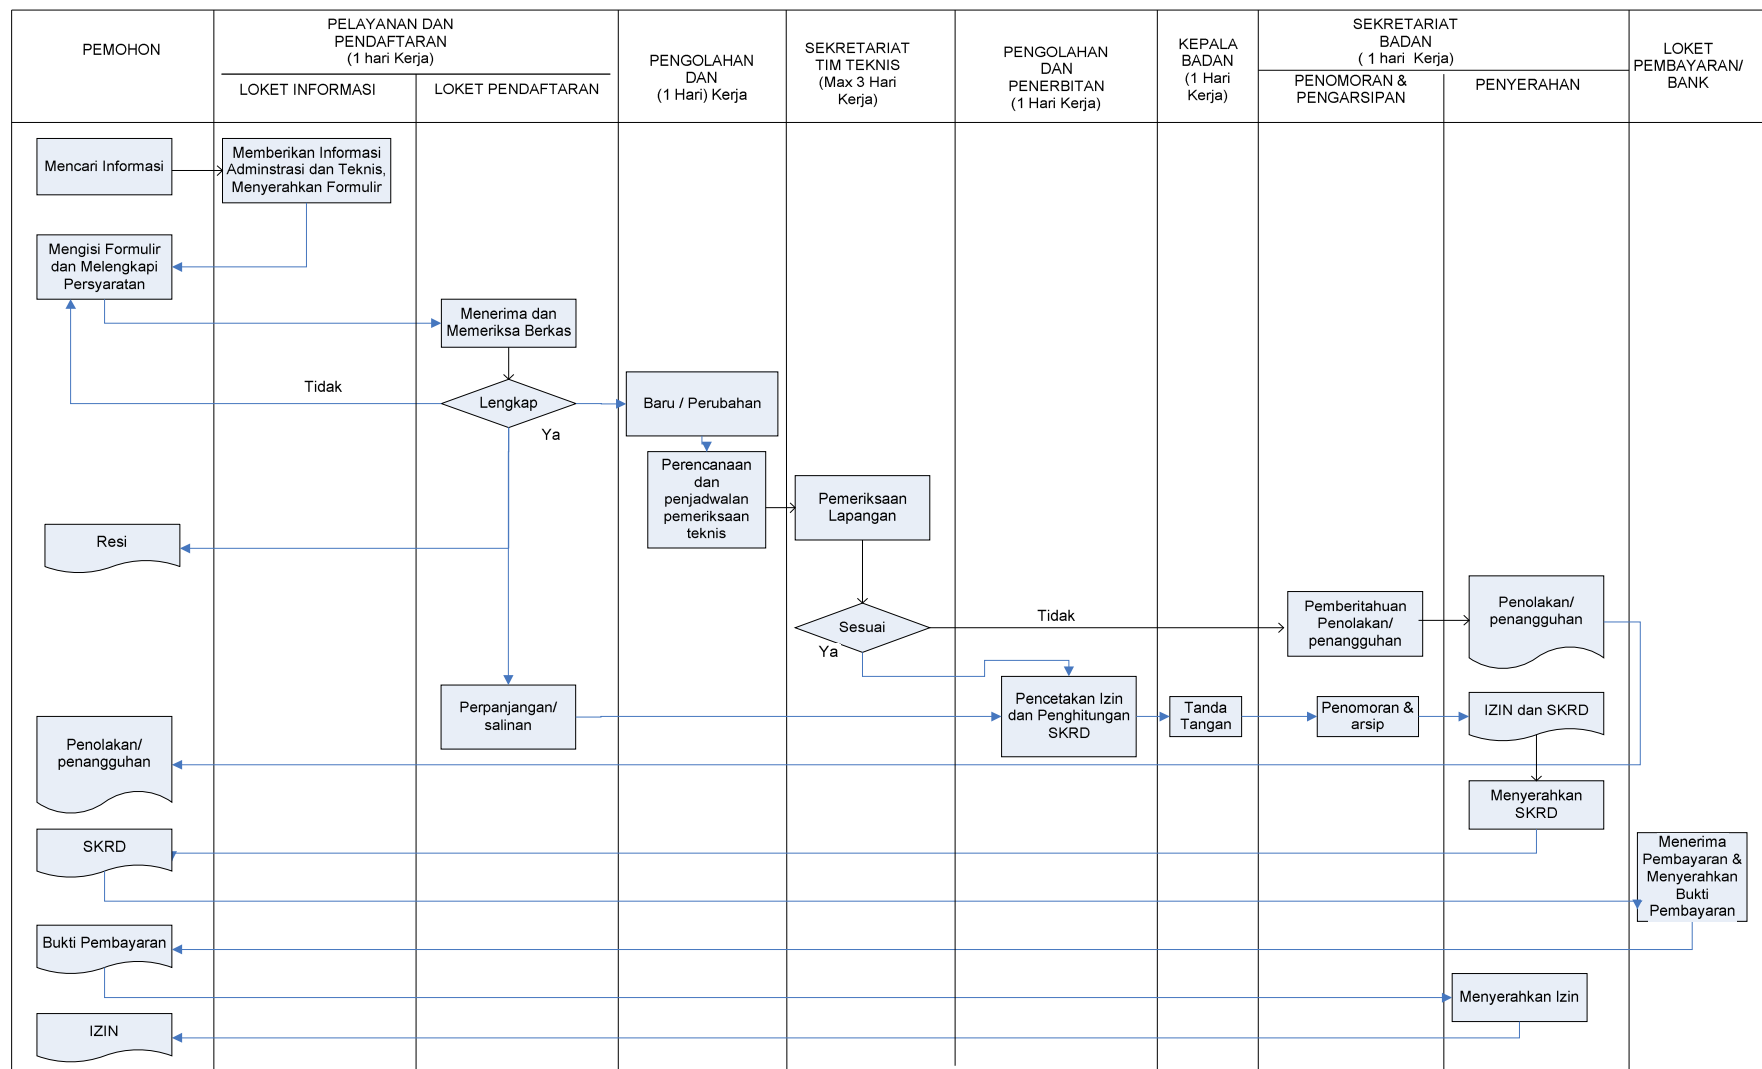 PEMOHON
PELAYANAN DAN
PENDAFTARAN
(1 hari Kerja)
LOKET INFORMASI
LOKET PENDAFTARAN
PENGOLAHAN
DAN
(1 Hari) Kerja
SEKRETARIAT
TIM TEKNIS
(Max 3 Hari
Kerja)
PENGOLAHAN
DAN
PENERBITAN
(1 Hari Kerja)
KEPALA
BADAN
(1 Hari
Kerja)
SEKRETARIAT
BADAN
( 1 hari  Kerja)
PENOMORAN &
PENGARSIPAN
PENYERAHAN
LOKET
PEMBAYARAN/
BANK
Mencari Informasi
Memberikan Informasi
Adminstrasi dan Teknis,
Menyerahkan Formulir
Mengisi Formulir
dan Melengkapi
Persyaratan
Menerima dan
Memeriksa Berkas
Tidak
Lengkap
Ya
Baru / Perubahan
Perencanaan
dan
penjadwalan
pemeriksaan
teknis
Pemeriksaan
Lapangan
Resi
Sesuai
Tidak
Ya
Pemberitahuan
Penolakan/
penangguhan
Penolakan/
penangguhan
Perpanjangan/
salinan
Pencetakan Izin
dan Penghitungan
SKRD
Tanda
Tangan
Penomoran &
arsip
IZIN dan SKRD
Penolakan/
penangguhan
Menyerahkan
SKRD
SKRD
Menerima
Pembayaran &
Menyerahkan
Bukti
Pembayaran
Bukti Pembayaran
Menyerahkan Izin
IZIN